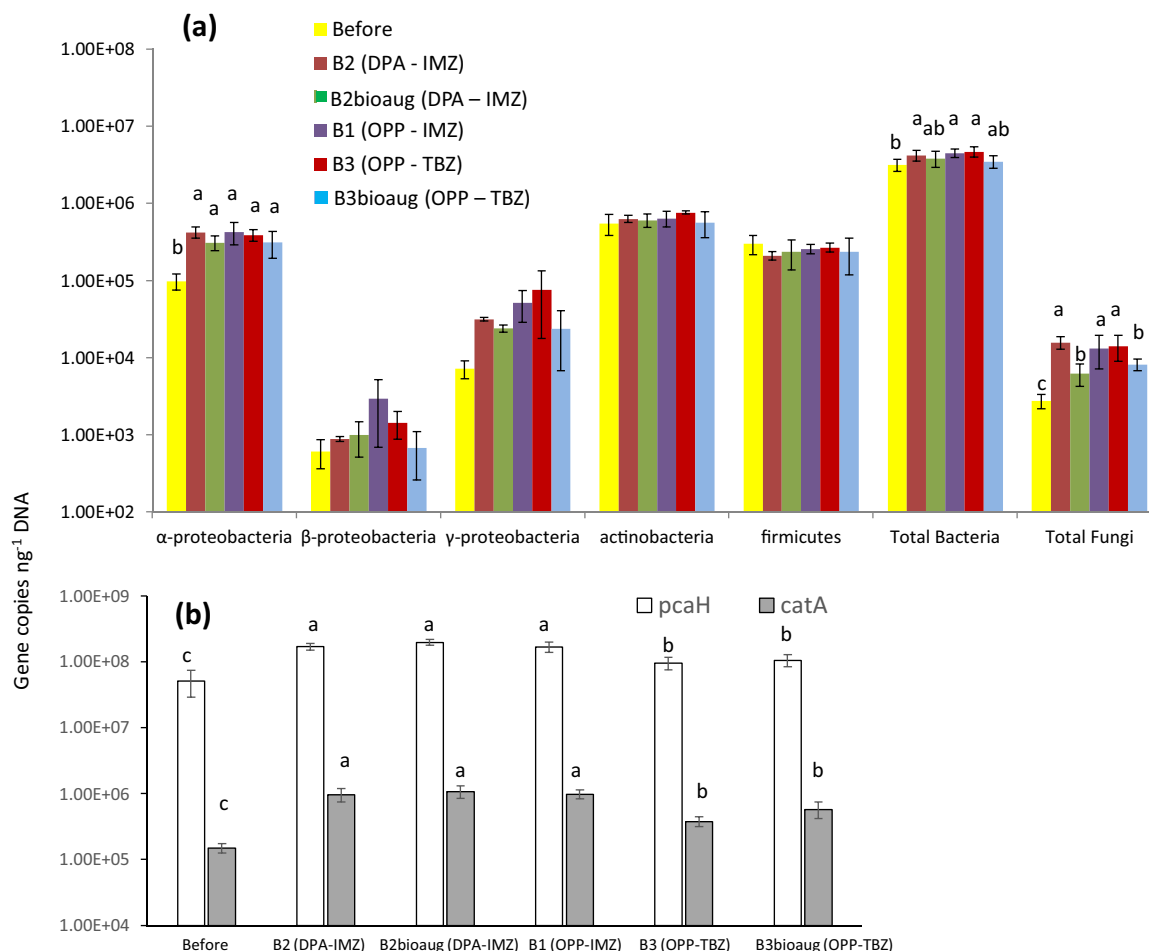 (a)
Before
B2 (DPA - IMZ)
B2bioaug (DPA – IMZ)
B1 (OPP - IMZ)
B3 (OPP - TBZ)
B3bioaug (OPP – TBZ)
1.00E+08
1.00E+07
1.00E+06
1.00E+05
1.00E+04
1.00E+03
1.00E+02
b a a a a a
b a ab a a ab
c a b a a b
α-proteobacteria β-proteobacteria γ-proteobacteria actinobacteria firmicutes Total Bacteria Total Fungi
Gene copies ng⁻¹ DNA
(b)
pcaH catA
1.00E+09
1.00E+08
1.00E+07
1.00E+06
1.00E+05
1.00E+04
c a a a b b
c a a a b b
Before B2 (DPA-IMZ) B2bioaug (DPA-IMZ) B1 (OPP-IMZ) B3 (OPP-TBZ) B3bioaug (OPP-TBZ)